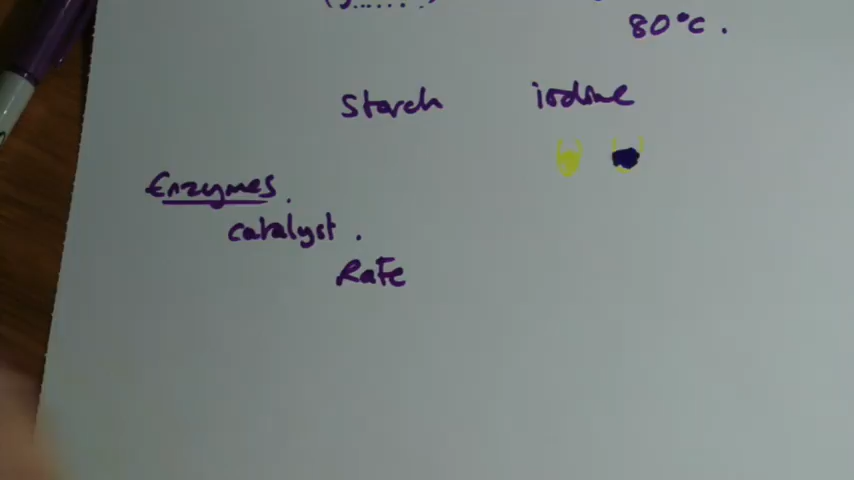 80°C.
Starch iodine
Enzymes.
catalyst.
Rate